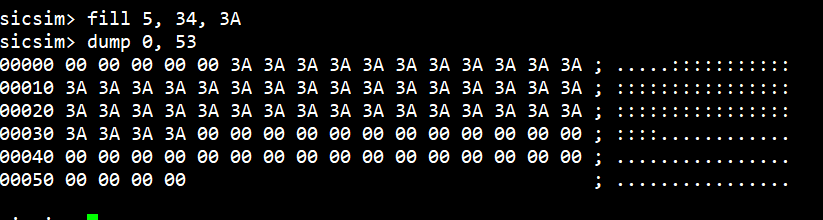 sicsim> fill 5, 34, 3A
sicsim> dump 0, 53
00000 00 00 00 00 00 3A 3A 3A 3A 3A 3A 3A 3A 3A 3A 3A ; .....:::::::::::
00010 3A 3A 3A 3A 3A 3A 3A 3A 3A 3A 3A 3A 3A 3A 3A 3A ; ::::::::::::::::
00020 3A 3A 3A 3A 3A 3A 3A 3A 3A 3A 3A 3A 3A 3A 3A 3A ; ::::::::::::::::
00030 3A 3A 3A 3A 00 00 00 00 00 00 00 00 00 00 00 00 ; ::::............
00040 00 00 00 00 00 00 00 00 00 00 00 00 00 00 00 00 ; ................
00050 00 00 00 00 ; ................